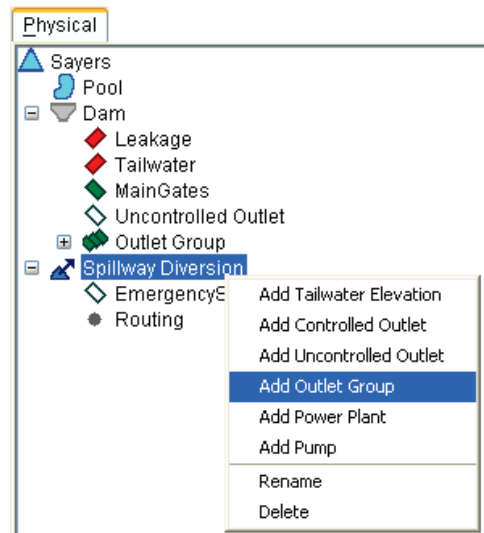 Physical
Sayers
Pool
Dam
Leakage
Tailwater
MainGates
Uncontrolled Outlet
Outlet Group
Spillway Diversion
EmergencyS
Routing
Add Tailwater Elevation
Add Controlled Outlet
Add Uncontrolled Outlet
Add Outlet Group
Add Power Plant
Add Pump
Rename
Delete